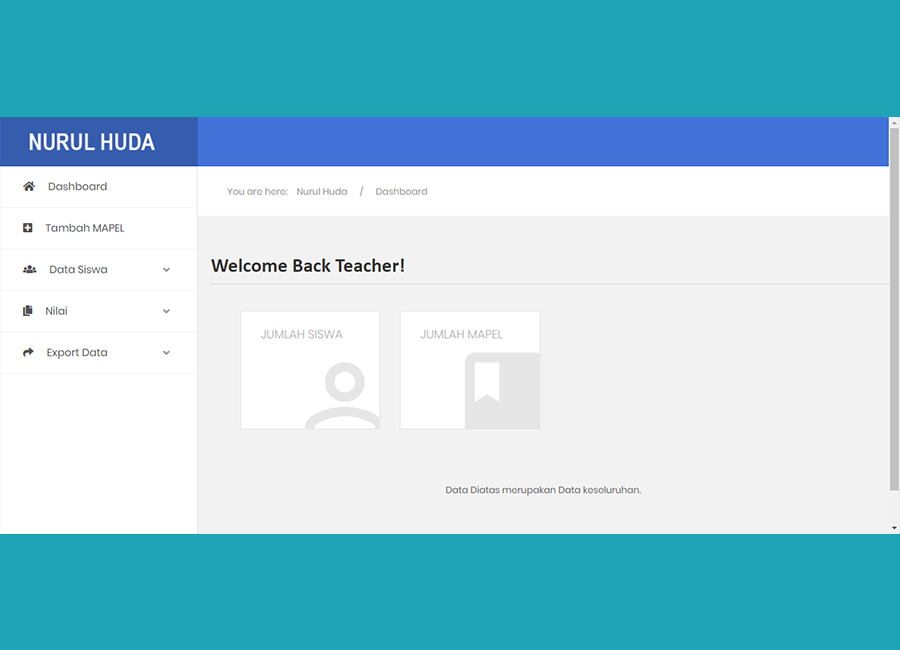 NURUL HUDA
Dashboard
Tambah MAPEL
Data Siswa
Nilai
Export Data
You are here: Nurul Huda / Dashboard
Welcome Back Teacher!
JUMLAH SISWA
JUMLAH MAPEL
Data Diatas merupakan Data keseluruhan.